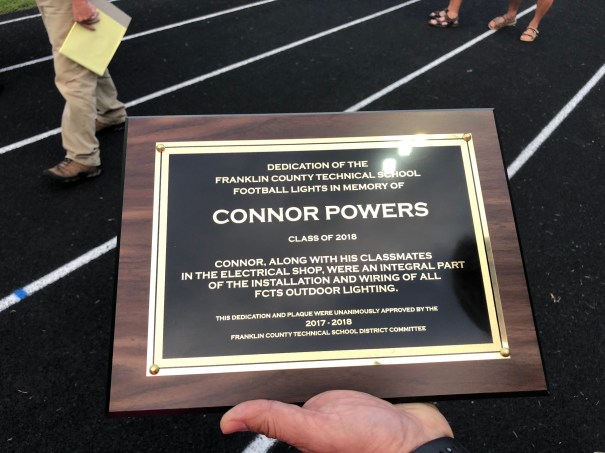 DEDICATION OF THE
FRANKLIN COUNTY TECHNICAL SCHOOL
FOOTBALL LIGHTS IN MEMORY OF
CONNOR POWERS
CLASS OF 2018
CONNOR, ALONG WITH HIS CLASSMATES
IN THE ELECTRICAL SHOP, WERE AN INTEGRAL PART
OF THE INSTALLATION AND WIRING OF ALL
FCTS OUTDOOR LIGHTING.
THIS DEDICATION AND PLAQUE WERE UNANIMOUSLY APPROVED BY THE
2017 - 2018
FRANKLIN COUNTY TECHNICAL SCHOOL DISTRICT COMMITTEE